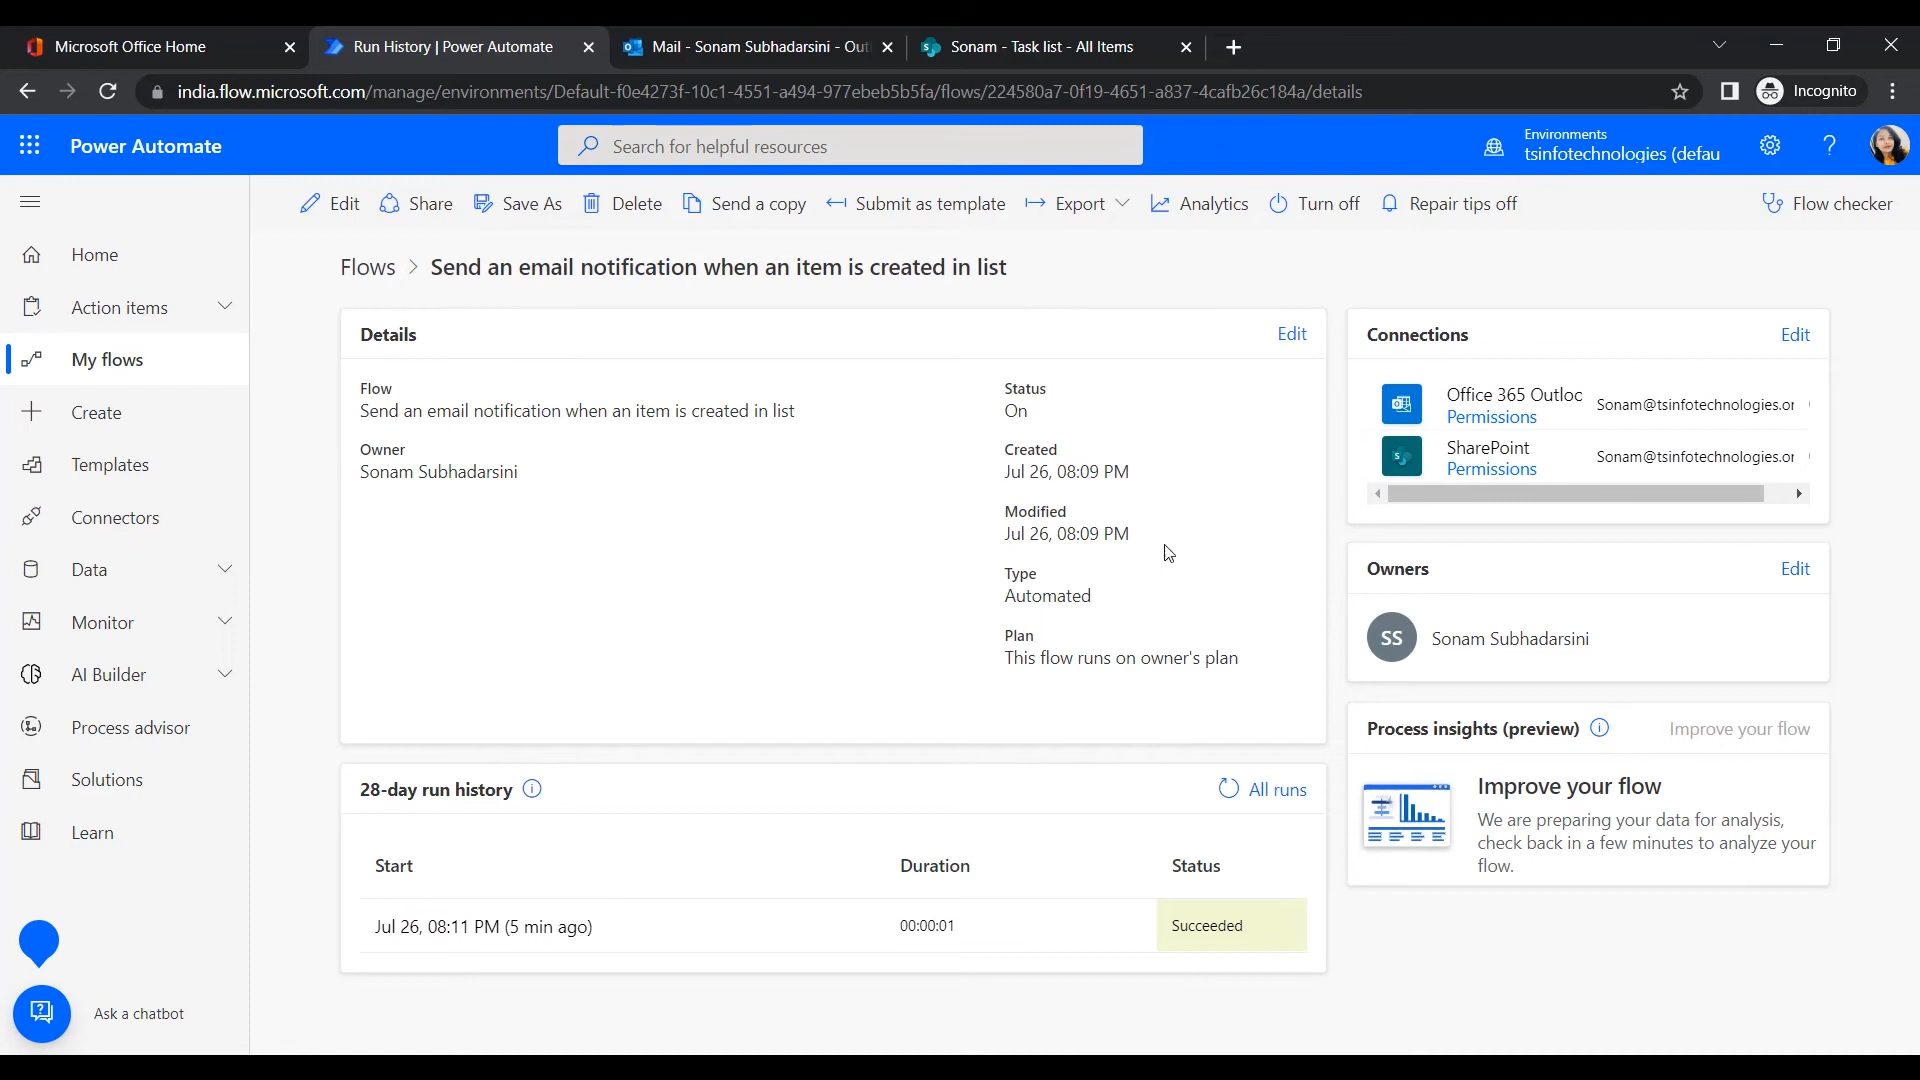 Microsoft Office Home
Run History | Power Automate
Mail - Sonam Subhadarsini - Out
Sonam - Task list - All Items
india.flow.microsoft.com/manage/environments/Default-f0e4273f-10c1-4551-a494-977ebeb5b5fa/flows/224580a7-0f19-4651-a837-4cafb26c184a/details
Incognito
Power Automate
Search for helpful resources
Environments
tsinfotechnologies (defau
?
Edit
Share
Save As
Delete
Send a copy
Submit as template
Export
Analytics
Turn off
Repair tips off
Flow checker
Home
Action items
My flows
Create
Templates
Connectors
Data
Monitor
AI Builder
Process advisor
Solutions
Learn
Ask a chatbot
Flows > Send an email notification when an item is created in list
Details
Edit
Flow
Send an email notification when an item is created in list
Owner
Sonam Subhadarsini
Status
On
Created
Jul 26, 08:09 PM
Modified
Jul 26, 08:09 PM
Type
Automated
Plan
This flow runs on owner's plan
28-day run history
All runs
Start
Duration
Status
Jul 26, 08:11 PM (5 min ago)
00:00:01
Succeeded
Connections
Edit
Office 365 Outloc
Permissions
Sonam@tsinfotechnologies.or
SharePoint
Permissions
Sonam@tsinfotechnologies.or
Owners
Edit
SS
Sonam Subhadarsini
Process insights (preview)
Improve your flow
Improve your flow
We are preparing your data for analysis,
check back in a few minutes to analyze your
flow.